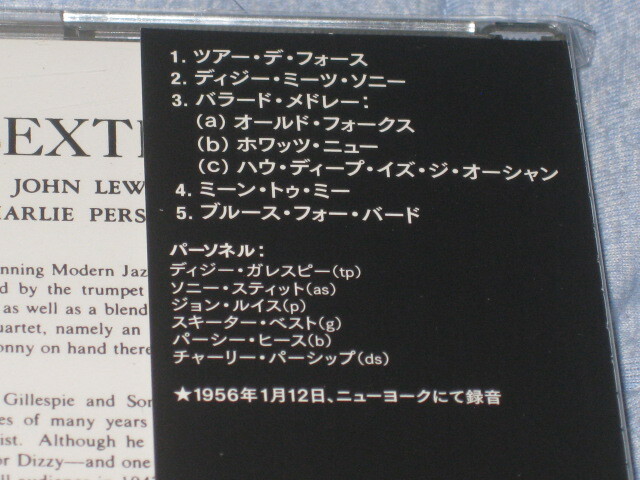 EXT
JOHN LEW
ARLIE PERS
nning Modern Jaz
d by the trumpet
as well as a blend
uartet, namely an
onny on hand there
Gillespie and Son
es of many years
ist. Although he
or Dizzy—and one
1. ツアー・デ・フォース
2. ディジー・ミーツ・ソニー
3. バラード・メドレー：
(a) オールド・フォークス
(b) ホワッツ・ニュー
(c) ハウ・ディープ・イズ・ジ・オーシャン
4. ミーン・トゥ・ミー
5. ブルース・フォー・バード
パーソネル：
ディジー・ガレスピー(tp)
ソニー・スティット(as)
ジョン・ルイス(p)
スキーター・ベスト(g)
パーシー・ヒース(b)
チャーリー・パーシップ(ds)
★1956年1月12日、ニューヨークにて録音